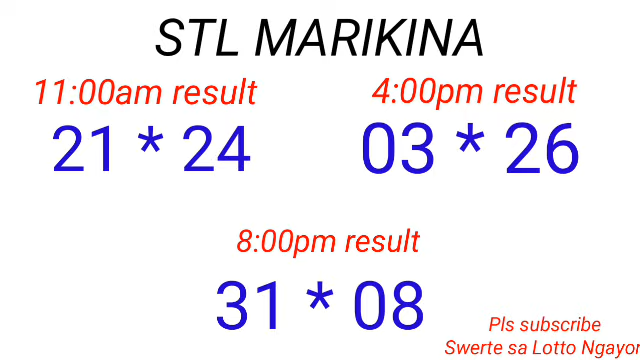 STL MARIKINA
11:00am result
4:00pm result
21 * 24
03 * 26
8:00pm result
31 * 08
Pls subscribe
Swerte sa Lotto Ngayon